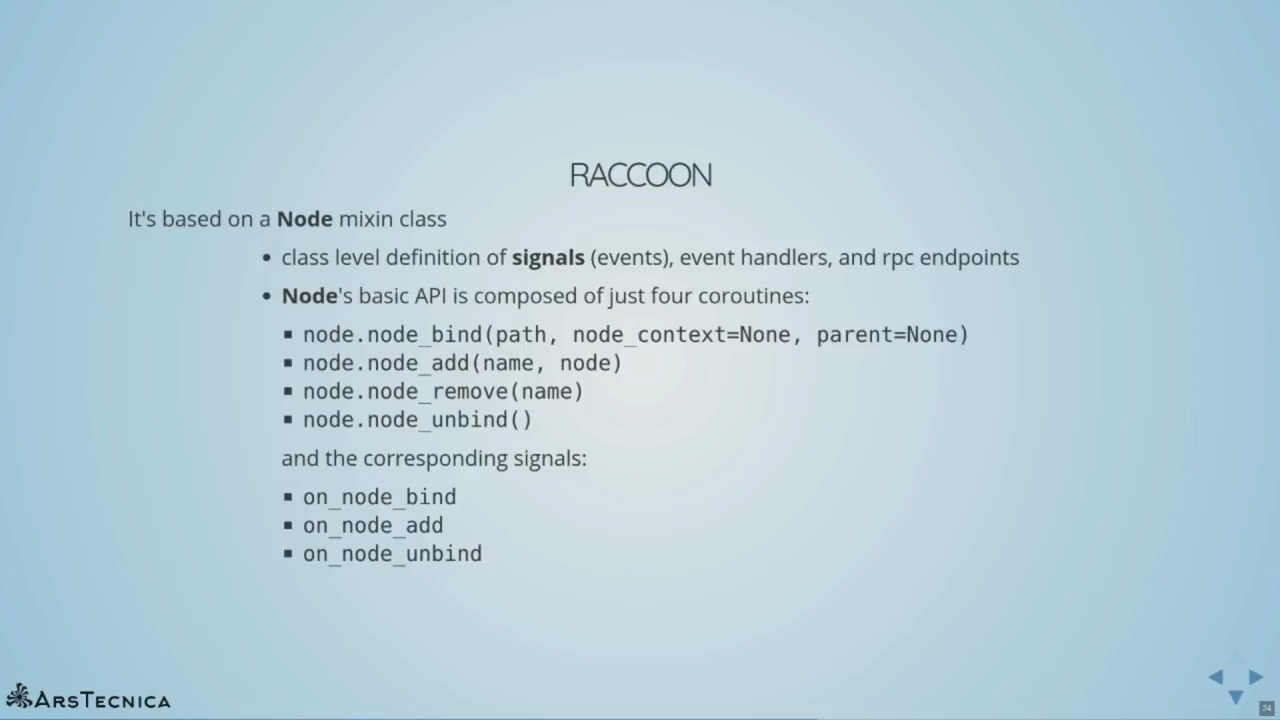 RACCOON
It's based on a Node mixin class
• class level definition of signals (events), event handlers, and rpc endpoints
• Node's basic API is composed of just four coroutines:
▪ node.node_bind(path, node_context=None, parent=None)
▪ node.node_add(name, node)
▪ node.node_remove(name)
▪ node.node_unbind()
and the corresponding signals:
▪ on_node_bind
▪ on_node_add
▪ on_node_unbind
ARSTECNICA
24